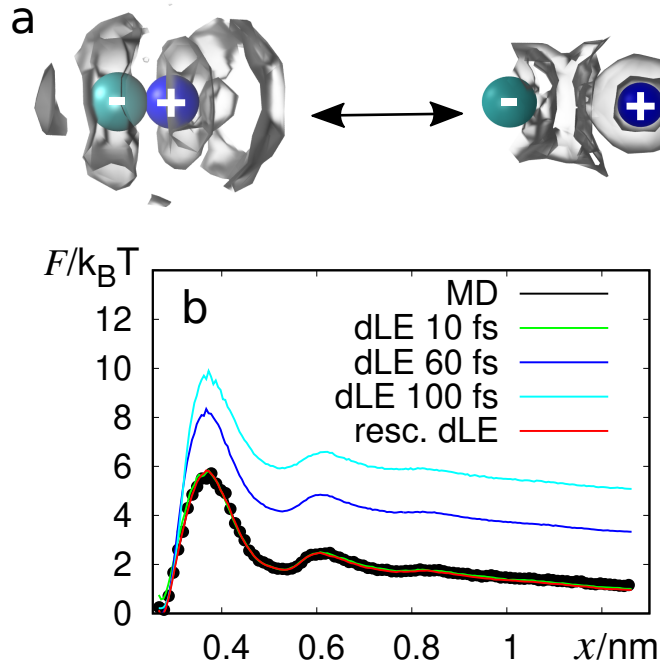 a
- +
- +
F/k_BT
b
MD
dLE 10 fs
dLE 60 fs
dLE 100 fs
resc. dLE
12
10
8
6
4
2
0
0.4 0.6 0.8 1 x/nm